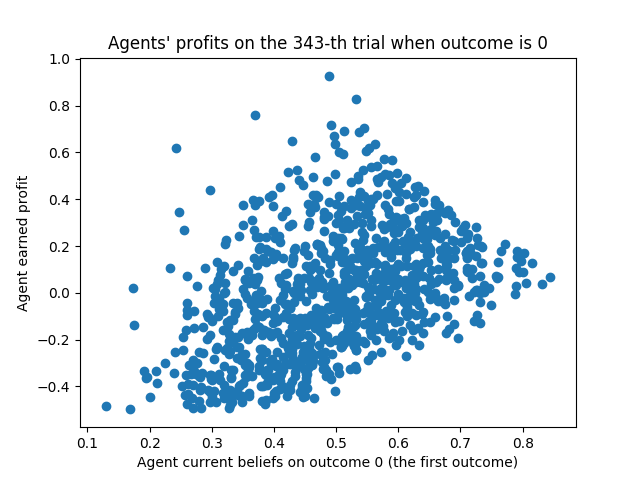 Agents' profits on the 343-th trial when outcome is 0
1.0
0.8
0.6
0.4
0.2
0.0
−0.2
−0.4
Agent earned profit
0.1 0.2 0.3 0.4 0.5 0.6 0.7 0.8
Agent current beliefs on outcome 0 (the first outcome)